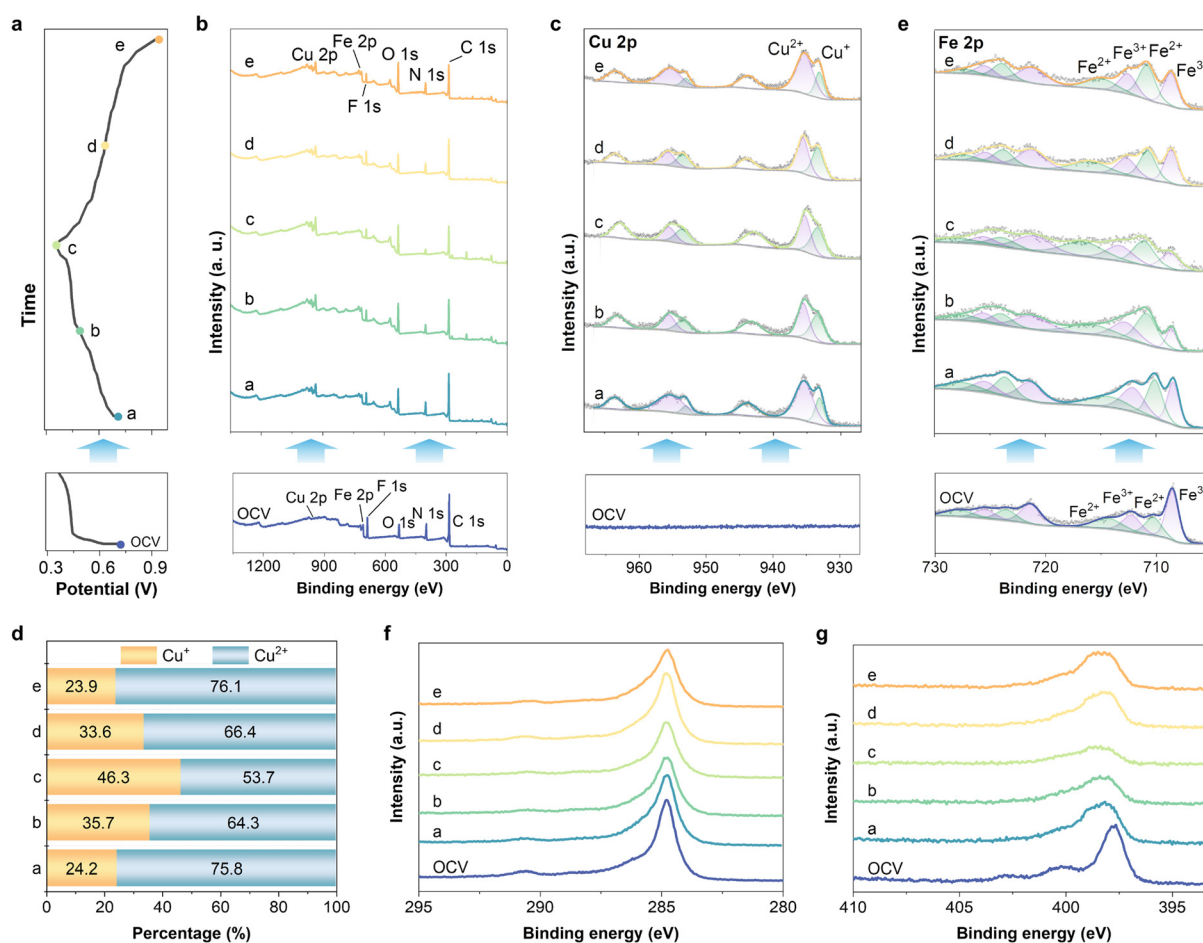 a
e
d
c
b
a
Time
OCV
0.3 0.6 0.9
Potential (V)
b
Cu 2p
Fe 2p
O 1s
N 1s
C 1s
F 1s
e
d
c
b
a
Intensity (a. u.)
OCV
Cu 2p
Fe 2p
F 1s
O 1s
N 1s
C 1s
1200 900 600 300 0
Binding energy (eV)
c
Cu 2p
Cu2+
Cu+
e
d
c
b
a
Intensity (a.u.)
960 950 940 930
Binding energy (eV)
e
Fe 2p
Fe2+
Fe3+
Fe2+
Fe3
e
d
c
b
a
Intensity (a.u.)
OCV
Fe2+
Fe3+
Fe2+
Fe3
730 720 710
Binding energy (eV)
d
Cu+ Cu2+
e 23.9 76.1
d 33.6 66.4
c 46.3 53.7
b 35.7 64.3
a 24.2 75.8
0 20 40 60 80 100
Percentage (%)
f
e
d
c
b
a
OCV
Intensity (a.u.)
295 290 285 280
Binding energy (eV)
g
e
d
c
b
a
OCV
Intensity (a.u.)
410 405 400 395
Binding energy (eV)